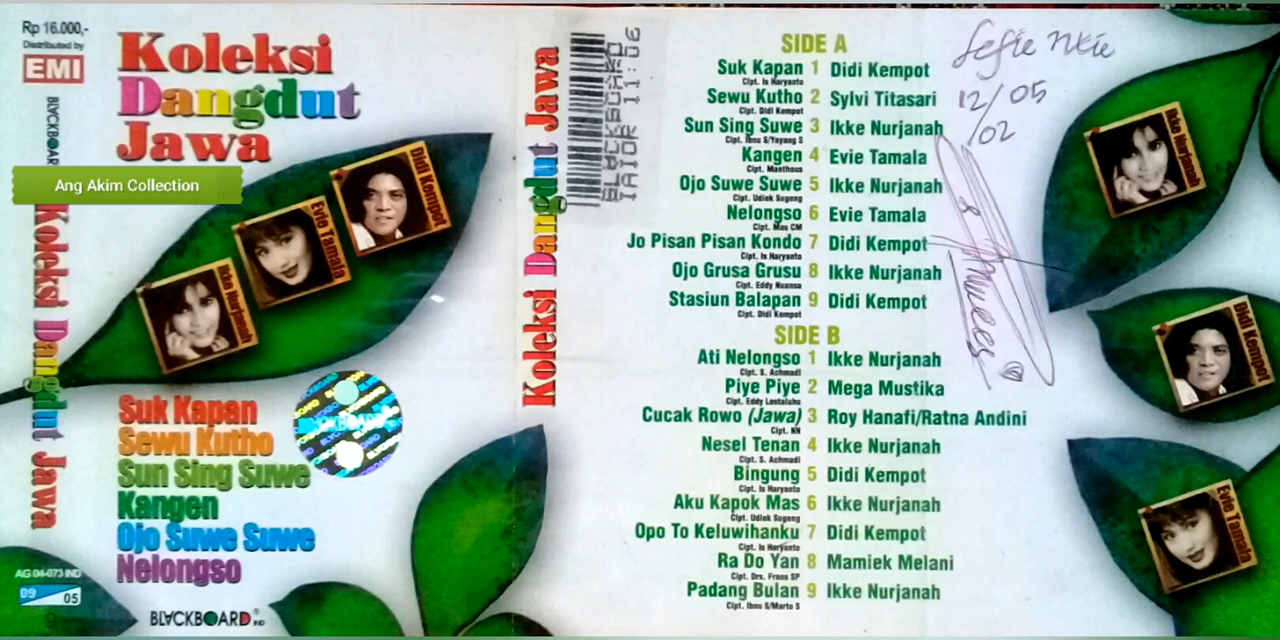 Rp 16.000,-
Distributed by
EMI
BLACKBOARD
Koleksi Dangdut Jawa
AG 04-073 IND
09
05
Koleksi
Dangdut
Jawa
Ang Akim Collection
Didi Kempot
Evie Tamala
Ikke Nurjanah
Suk Kapan
Sewu Kutho
Sun Sing Suwe
Kangen
Ojo Suwe Suwe
Nelongso
BLACKBOARD® IND
Koleksi Dangdut Jawa
SIDE A
Suk Kapan 1 Didi Kempot
Cipt. Is Haryanto
Sewu Kutho 2 Sylvi Titasari
Cipt. Didi Kempot
Sun Sing Suwe 3 Ikke Nurjanah
Cipt. Ibnu S/Yayang S
Kangen 4 Evie Tamala
Cipt. Manthous
Ojo Suwe Suwe 5 Ikke Nurjanah
Cipt. Udiek Sugeng
Nelongso 6 Evie Tamala
Cipt. Mas CM
Jo Pisan Pisan Kondo 7 Didi Kempot
Cipt. Is Haryanto
Ojo Grusa Grusu 8 Ikke Nurjanah
Cipt. Eddy Nuansa
Stasiun Balapan 9 Didi Kempot
Cipt. Didi Kempot
SIDE B
Ati Nelongso 1 Ikke Nurjanah
Cipt. S. Achmadi
Piye Piye 2 Mega Mustika
Cipt. Eddy Lestaluhu
Cucak Rowo (Jawa) 3 Roy Hanafi/Ratna Andini
Cipt. NN
Nesel Tenan 4 Ikke Nurjanah
Cipt. S. Achmadi
Bingung 5 Didi Kempot
Cipt. Is Haryanto
Aku Kapok Mas 6 Ikke Nurjanah
Cipt. Udiek Sugeng
Opo To Keluwihanku 7 Didi Kempot
Cipt. Is Haryanto
Ra Do Yan 8 Mamiek Melani
Cipt. Drs. Frans SP
Padang Bulan 9 Ikke Nurjanah
Cipt. Ibnu S/Marto S
12/05
/02
Ikke Nurjanah
Didi Kempot
Evie Tamala